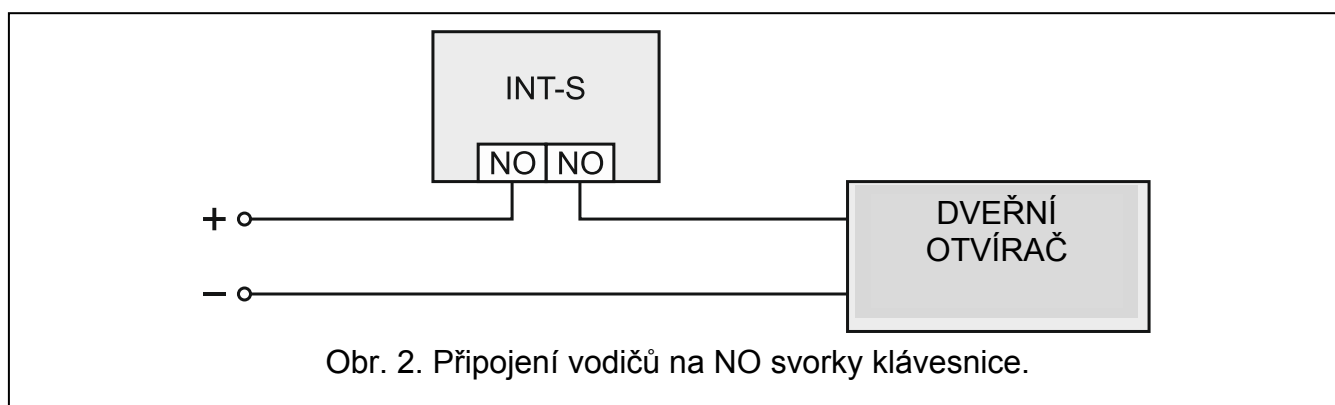 INT-S
NO NO
+
DVEŘNÍ
OTVÍRAČ
−
Obr. 2. Připojení vodičů na NO svorky klávesnice.